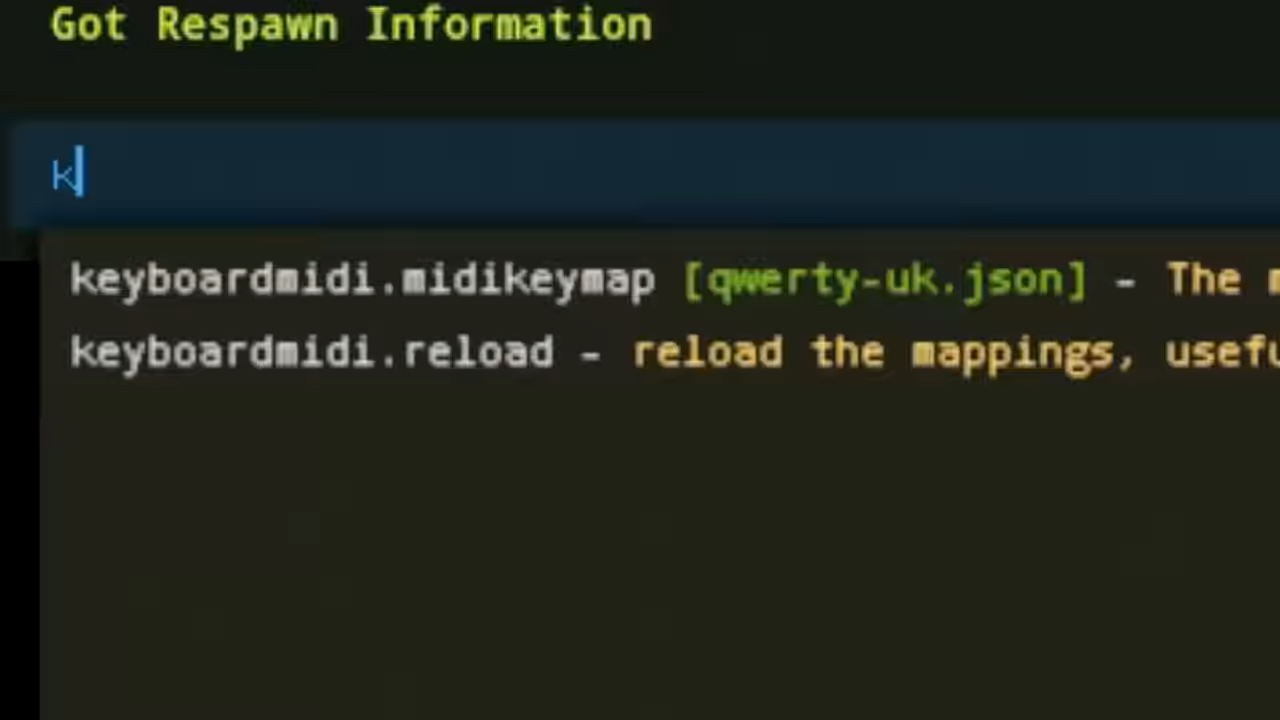 Got Respawn Information
k
keyboardmidi.midikeymap [qwerty-uk.json] - The
keyboardmidi.reload - reload the mappings,